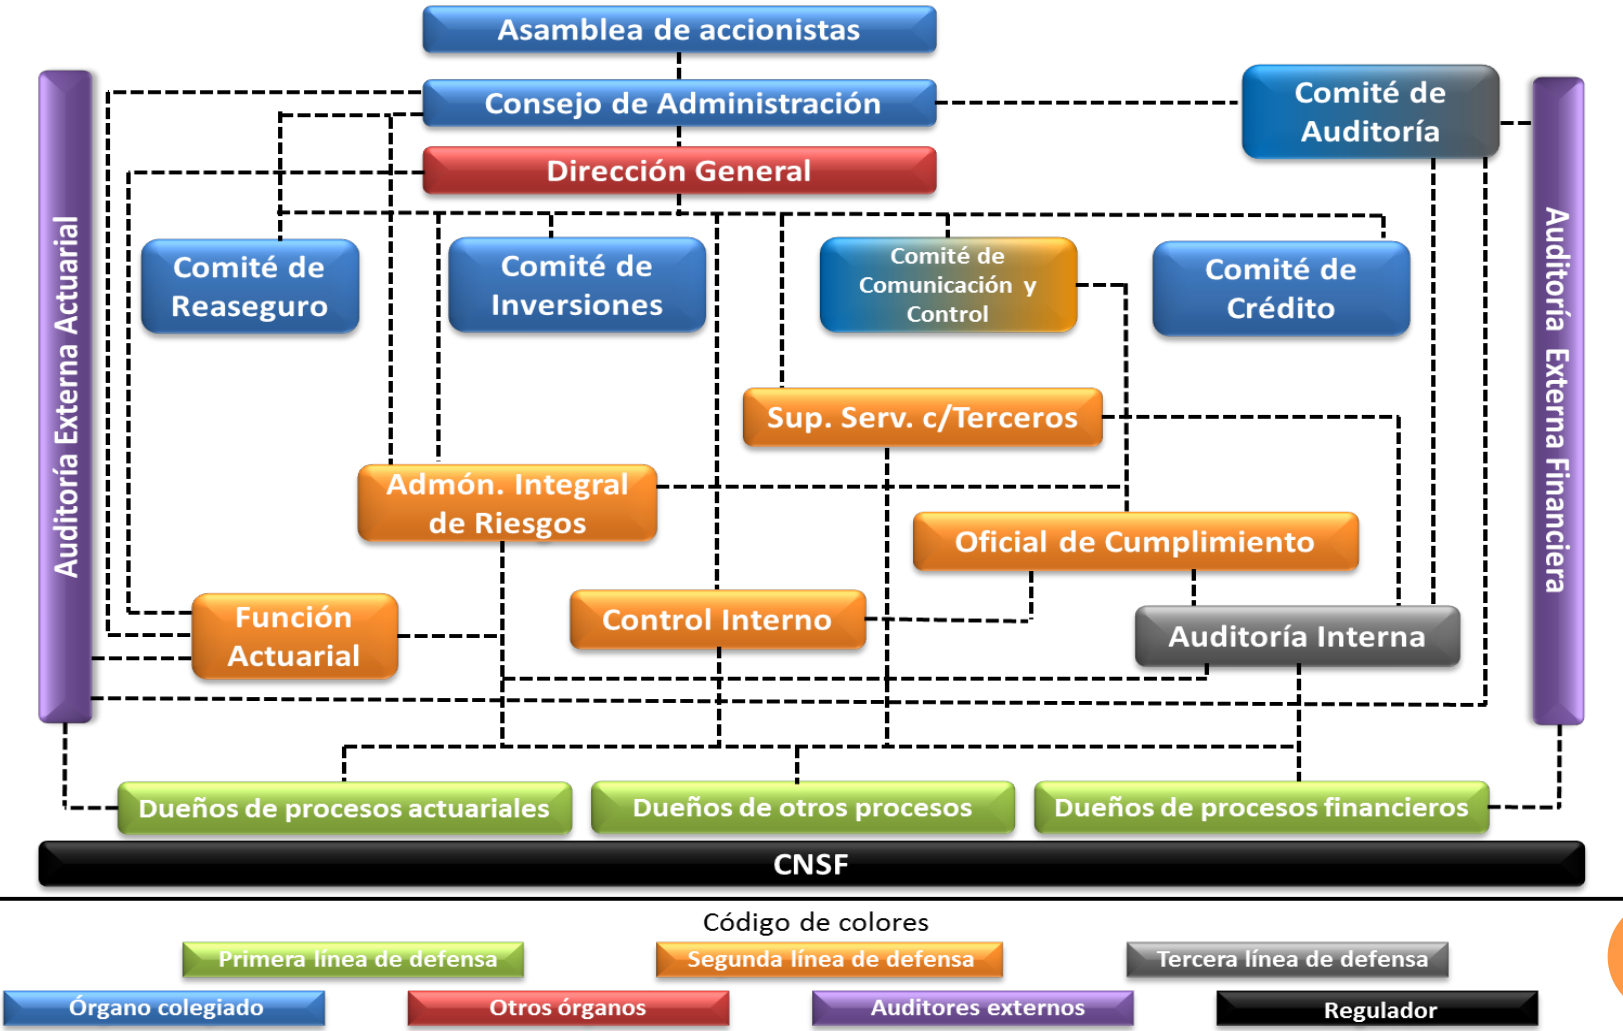 Asamblea de accionistas
Consejo de Administración
Comité de
Auditoría
Dirección General
Auditoría Externa Actuarial
Auditoría Externa Financiera
Comité de
Reaseguro
Comité de
Inversiones
Comité de
Comunicación y
Control
Comité de
Crédito
Sup. Serv. c/Terceros
Admón. Integral
de Riesgos
Oficial de Cumplimiento
Función
Actuarial
Control Interno
Auditoría Interna
Dueños de procesos actuariales
Dueños de otros procesos
Dueños de procesos financieros
CNSF
Código de colores
Primera línea de defensa
Segunda línea de defensa
Tercera línea de defensa
Órgano colegiado
Otros órganos
Auditores externos
Regulador